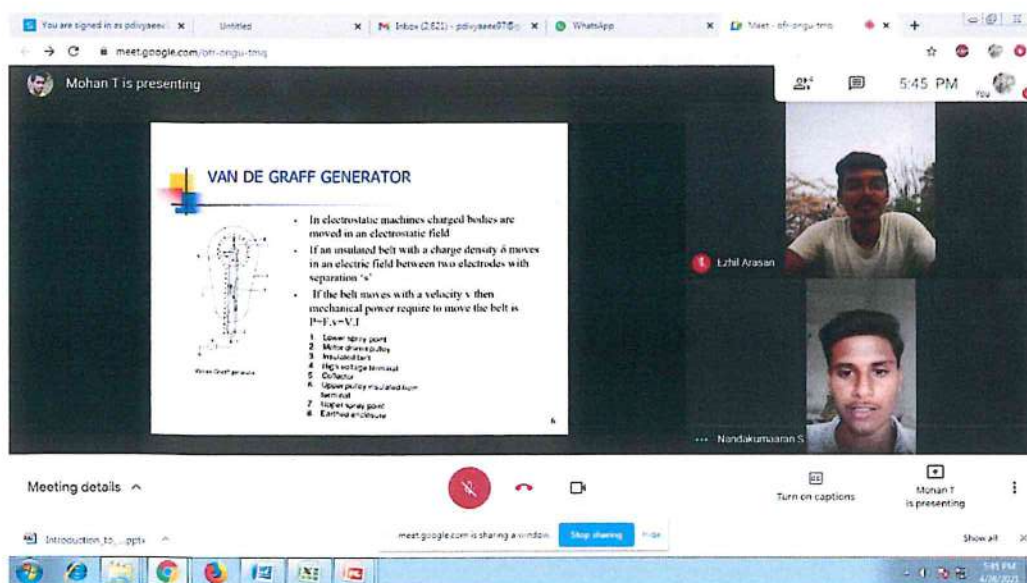 You are signed in as pdivyaeee
Untitled
Inbox (2,621) - pdivyaeee97@
WhatsApp
Meet - ofr-ongu-tmq
meet.google.com/ofr-ongu-tmq
Mohan T is presenting
5:45 PM
You
VAN DE GRAFF GENERATOR
In electrostatic machines charged bodies are
moved in an electrostatic field
If an insulated belt with a charge density δ moves
in an electric field between two electrodes with
separation 's'
If the belt moves with a velocity v then
mechanical power require to move the belt is
P=F.v=V.I
1. Lower spray point
2. Motor driven pulley
3. Insulated belt
4. High voltage terminal
5. Collector
6. Upper pulley insulated from
terminal
7. Upper spray point
8. Earthed enclosure
6
Ezhil Arasan
Nandakumaaran S
Meeting details
Turn on captions
Mohan T
is presenting
Introduction_to_....pptx
meet.google.com is sharing a window.
Stop sharing
Hide
Show all
5:45 PM